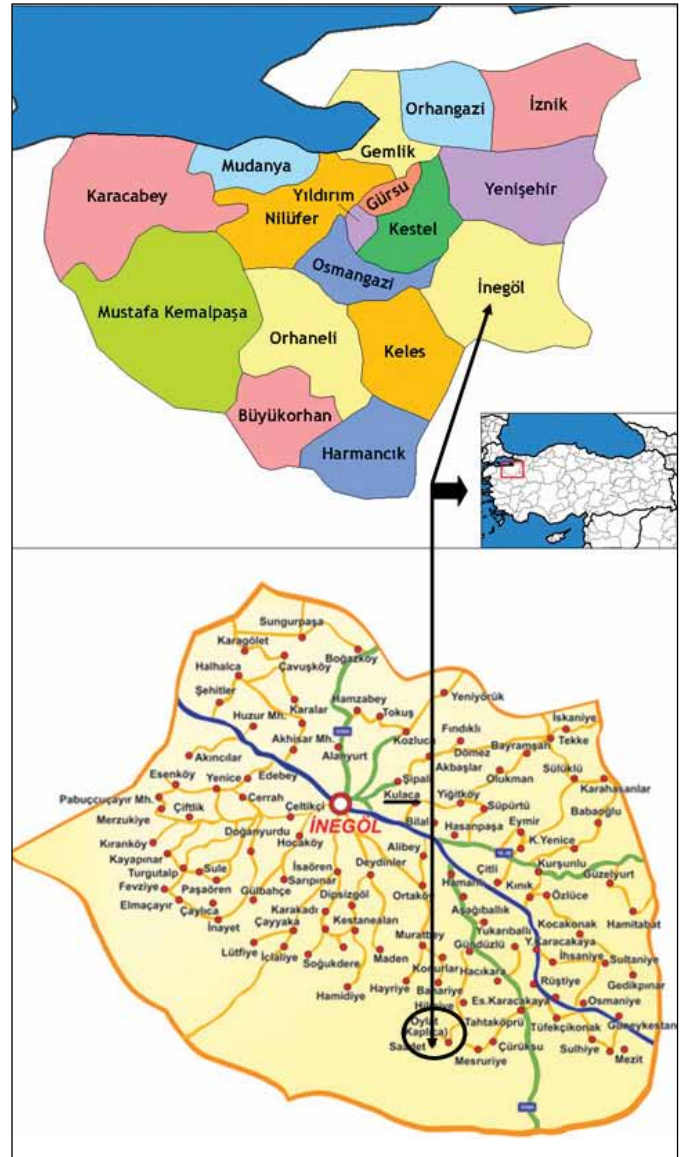 Orhangazi
İznik
Gemlik
Mudanya
Karacabey
Yıldırım
Gürsu
Yenişehir
Nilüfer
Kestel
Osmangazi
İnegöl
Mustafa Kemalpaşa
Orhaneli
Keles
Büyükorhan
Harmancık
Sungurpaşa
Karagölet
Boğazköy
Çavuşköy
Halhalca
Şehitler
Hamzabey
Yeniyörük
Karalar
Tokuş
İskaniye
Huzur Mh.
Fındıklı
Kozluca
Bayramşah
Tekke
Akhisar Mh.
Dömez
Alanyurt
Akıncılar
Akbaşlar
Sülüklü
Esenköy
Edebey
Şipali
Olukman
Karahasanlar
Yenice
Kulaca
Yiğitköy
Pabuççuçayır Mh.
Cerrah
Süpürtü
Babaoğlu
Çiftlik
Çeltikçi
Merzukiye
İNEGÖL
Bilal
Eymir
Doğanyurdu
Hasanpaşa
Kıranköy
Hocaköy
Alibey
K.Yenice
Kayapınar
Deydinler
Kurşunlu
Turgutalp
Sule
İsaören
Çitli
Güzelyurt
Fevziye
Paşaören
Sarıpınar
Kınık
Elmaçayır
Gülbahçe
Dipsizgöl
Ortaköy
Özlüce
Çaylıca
Karakadı
Aşağıballık
İnayet
Çayyaka
Kestanealan
Hamitabat
Yukarıballı
Kocakonak
Muratbey
Lütfiye
Gündüzlü
Y.Karacakaya
İclaliye
Maden
İhsaniye
Sultaniye
Soğukdere
Konurlar
Hacıkara
Gedikpınar
Hayriye
Bahariye
Rüştiye
Hamidiye
Hilmiye
Es.Karacakaya
Osmaniye
Oylat
Tahtaköprü
(Kaplıca)
Tüfekçikonak
Güneykestane
Saadet
Çürüksu
Sulhiye
Mezit
Mesruriye